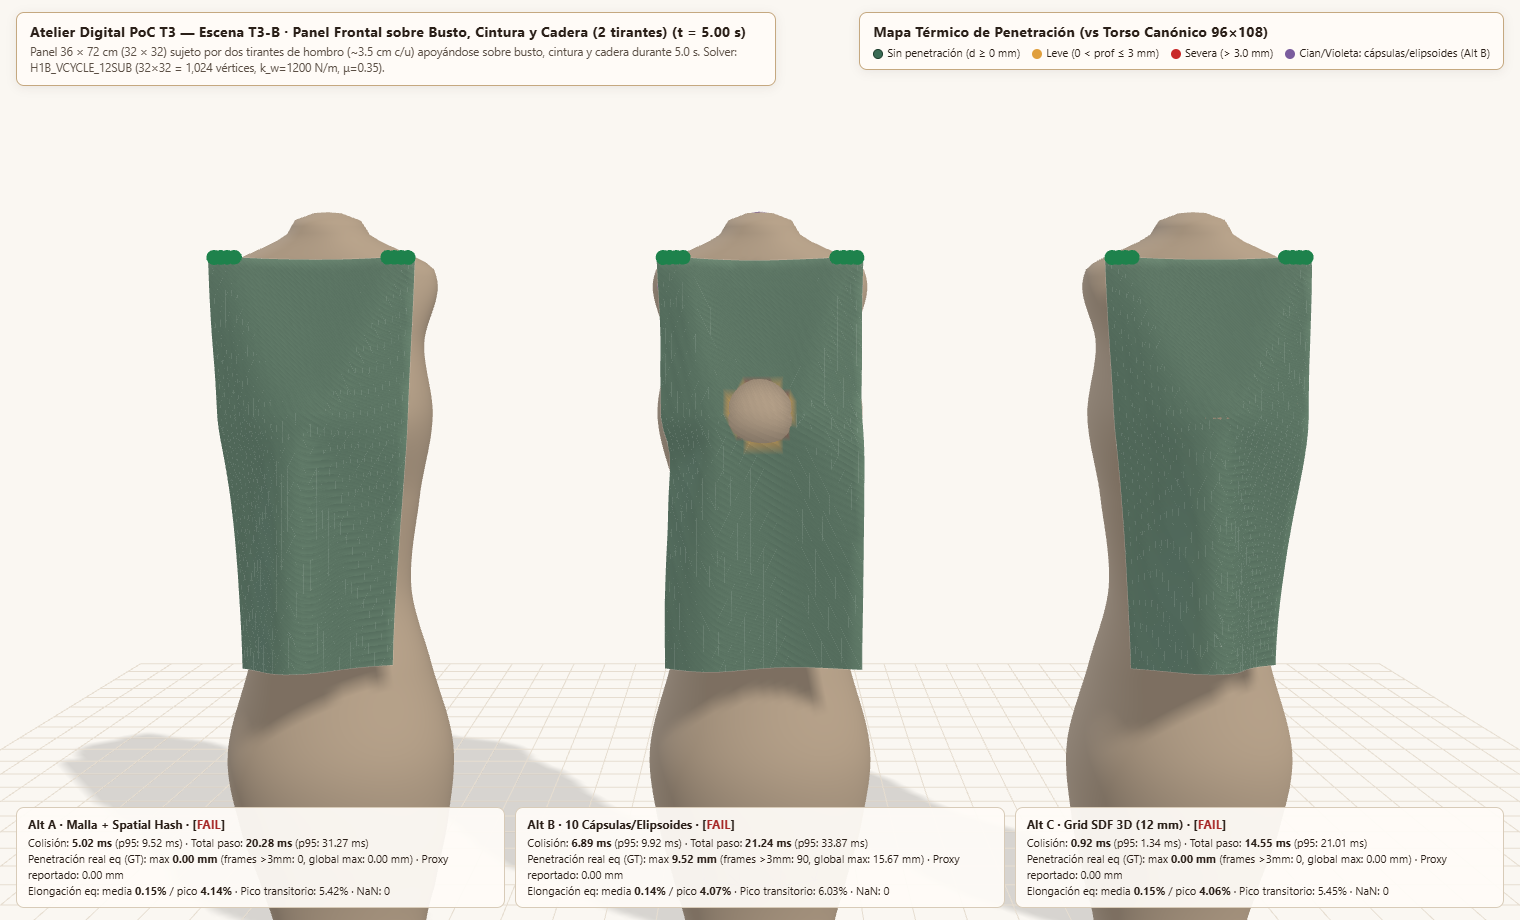 Atelier Digital PoC T3 — Escena T3-B · Panel Frontal sobre Busto, Cintura y Cadera (2 tirantes) (t = 5.00 s)
Panel 36 × 72 cm (32 × 32) sujeto por dos tirantes de hombro (~3.5 cm c/u) apoyándose sobre busto, cintura y cadera durante 5.0 s. Solver:
H1B_VCYCLE_12SUB (32×32 = 1,024 vértices, k_w=1200 N/m, μ=0.35).
Mapa Térmico de Penetración (vs Torso Canónico 96×108)
Sin penetración (d ≥ 0 mm) Leve (0 < prof ≤ 3 mm) Severa (> 3.0 mm) Cian/Violeta: cápsulas/elipsoides (Alt B)
Alt A · Malla + Spatial Hash · [FAIL]
Colisión: 5.02 ms (p95: 9.52 ms) · Total paso: 20.28 ms (p95: 31.27 ms)
Penetración real eq (GT): max 0.00 mm (frames >3mm: 0, global max: 0.00 mm) · Proxy
reportado: 0.00 mm
Elongación eq: media 0.15% / pico 4.14% · Pico transitorio: 5.42% · NaN: 0
Alt B · 10 Cápsulas/Elipsoides · [FAIL]
Colisión: 6.89 ms (p95: 9.92 ms) · Total paso: 21.24 ms (p95: 33.87 ms)
Penetración real eq (GT): max 9.52 mm (frames >3mm: 90, global max: 15.67 mm) · Proxy
reportado: 0.00 mm
Elongación eq: media 0.14% / pico 4.07% · Pico transitorio: 6.03% · NaN: 0
Alt C · Grid SDF 3D (12 mm) · [FAIL]
Colisión: 0.92 ms (p95: 1.34 ms) · Total paso: 14.55 ms (p95: 21.01 ms)
Penetración real eq (GT): max 0.00 mm (frames >3mm: 0, global max: 0.00 mm) · Proxy
reportado: 0.00 mm
Elongación eq: media 0.15% / pico 4.06% · Pico transitorio: 5.45% · NaN: 0